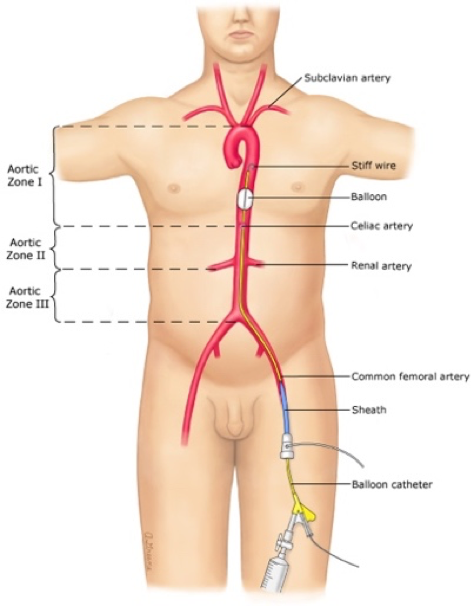 Subclavian artery
Aortic
Zone I
Stiff wire
Balloon
Celiac artery
Aortic
Zone II
Renal artery
Aortic
Zone III
Common femoral artery
Sheath
Balloon catheter